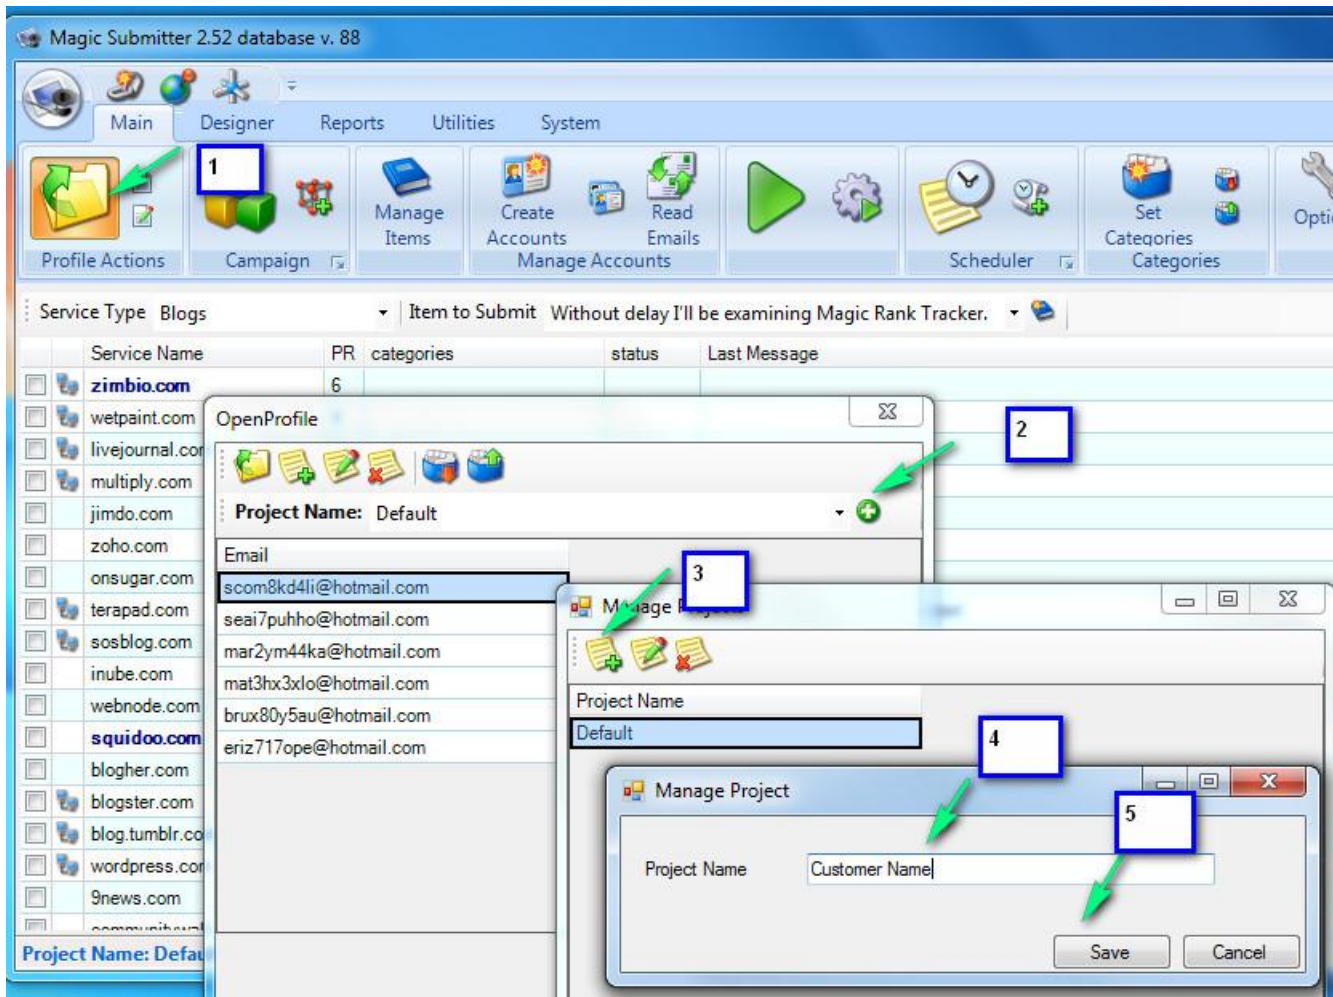 Magic Submitter 2.52 database v. 88
Main Designer Reports Utilities System
1
Manage Items
Create Accounts
Read Emails
Set Categories
Profile Actions Campaign Manage Accounts Scheduler Categories
Service Type Blogs Item to Submit Without delay I'll be examining Magic Rank Tracker.
Service Name PR categories status Last Message
zimbio.com 6
wetpaint.com
multiply.com
jimdo.com
zoho.com
onsugar.com
terapad.com
sosblog.com
inube.com
webnode.com
squidoo.com
blogher.com
blogster.com
9news.com
Project Name:
OpenProfile
2
Project Name: Default
Email
scom8kd4li@hotmail.com
seai7puhho@hotmail.com
mar2ym44ka@hotmail.com
mat3hx3xlo@hotmail.com
brux80y5au@hotmail.com
eriz717ope@hotmail.com
3
Project Name
Default
4
Manage Project
5
Project Name Customer Name
Save Cancel